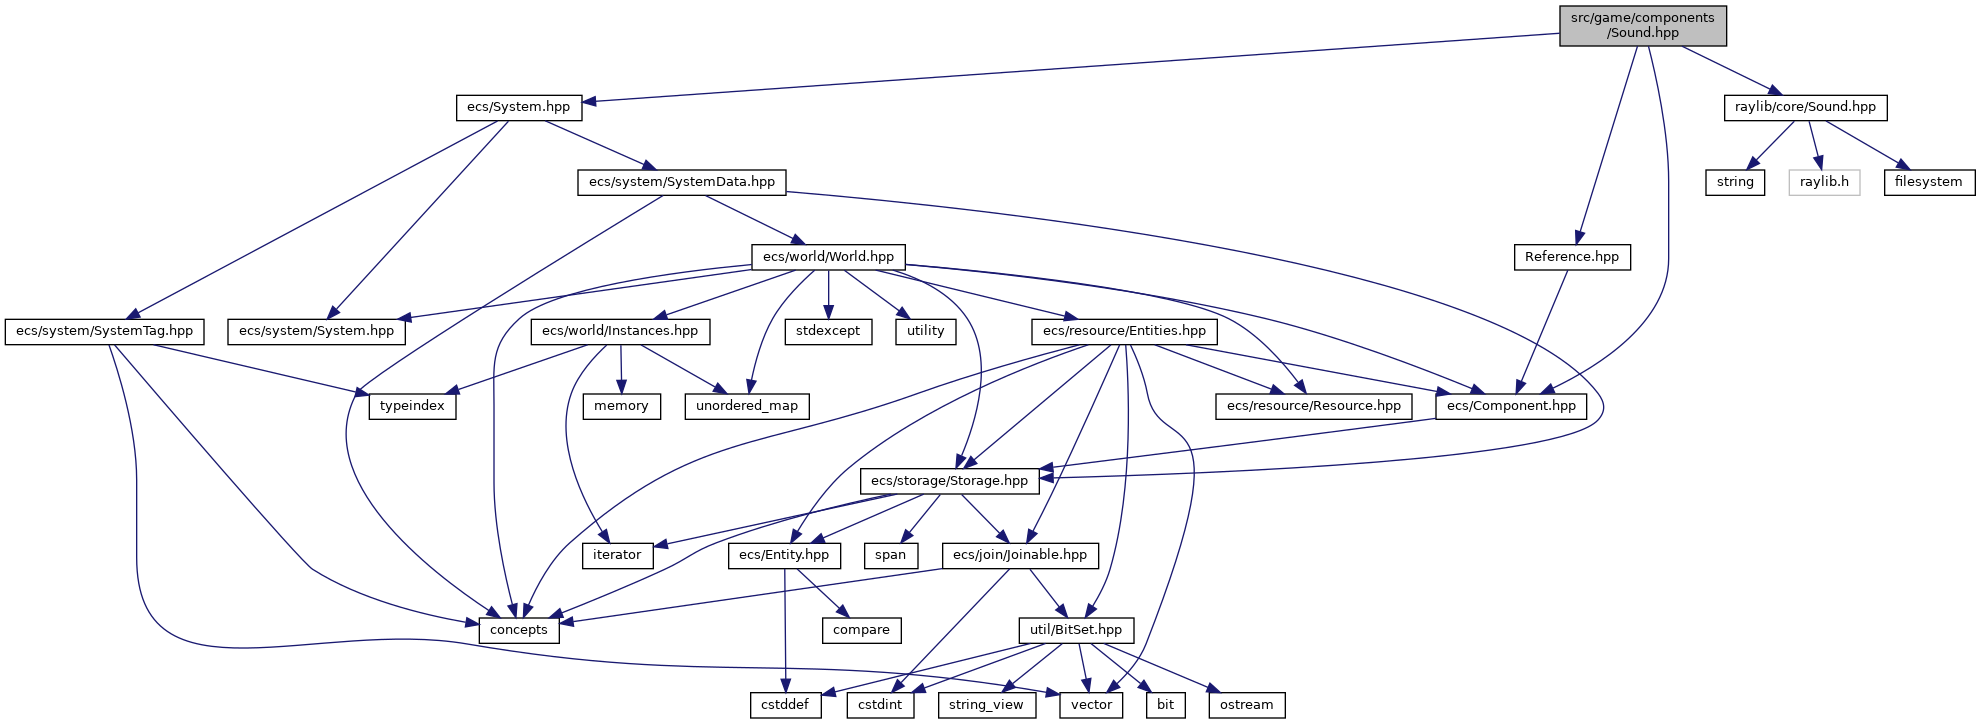 src/game/components
/Sound.hpp
ecs/System.hpp
raylib/core/Sound.hpp
ecs/system/SystemData.hpp
string
raylib.h
filesystem
ecs/world/World.hpp
Reference.hpp
ecs/system/SystemTag.hpp
ecs/system/System.hpp
ecs/world/Instances.hpp
stdexcept
utility
ecs/resource/Entities.hpp
typeindex
memory
unordered_map
ecs/resource/Resource.hpp
ecs/Component.hpp
ecs/storage/Storage.hpp
iterator
ecs/Entity.hpp
span
ecs/join/Joinable.hpp
concepts
compare
util/BitSet.hpp
cstddef
cstdint
string_view
vector
bit
ostream